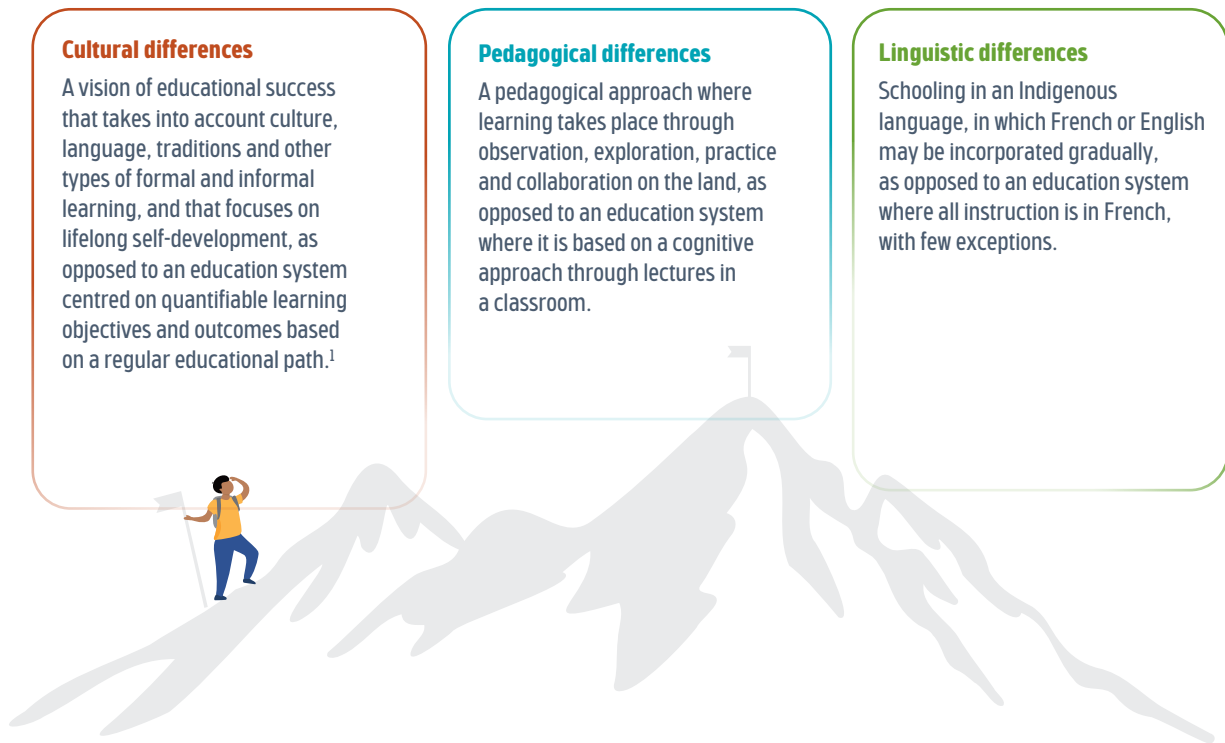 Cultural differences
A vision of educational success
that takes into account culture,
language, traditions and other
types of formal and informal
learning, and that focuses on
lifelong self-development, as
opposed to an education system
centred on quantifiable learning
objectives and outcomes based
on a regular educational path.1
Pedagogical differences
A pedagogical approach where
learning takes place through
observation, exploration, practice
and collaboration on the land, as
opposed to an education system
where it is based on a cognitive
approach through lectures in
a classroom.
Linguistic differences
Schooling in an Indigenous
language, in which French or English
may be incorporated gradually,
as opposed to an education system
where all instruction is in French,
with few exceptions.